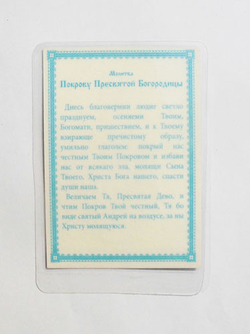 Молитва
Покрову Пресвятой Богородицы
Днесь благовернии людие светло
празднуем, осеняеми Твоим,
Богомати, пришествием, и к Твоему
взирающе пречистому образу,
умильно глаголем: покрый нас
честным Твоим Покровом и избави
нас от всякаго зла, молящи Сына
Твоего, Христа Бога нашего, спасти
души наша.
Величаем Тя, Пресвятая Дево, и
чтим Покров Твой честный, Тя бо
виде святый Андрей на воздусе, за ны
Христу молящуюся.